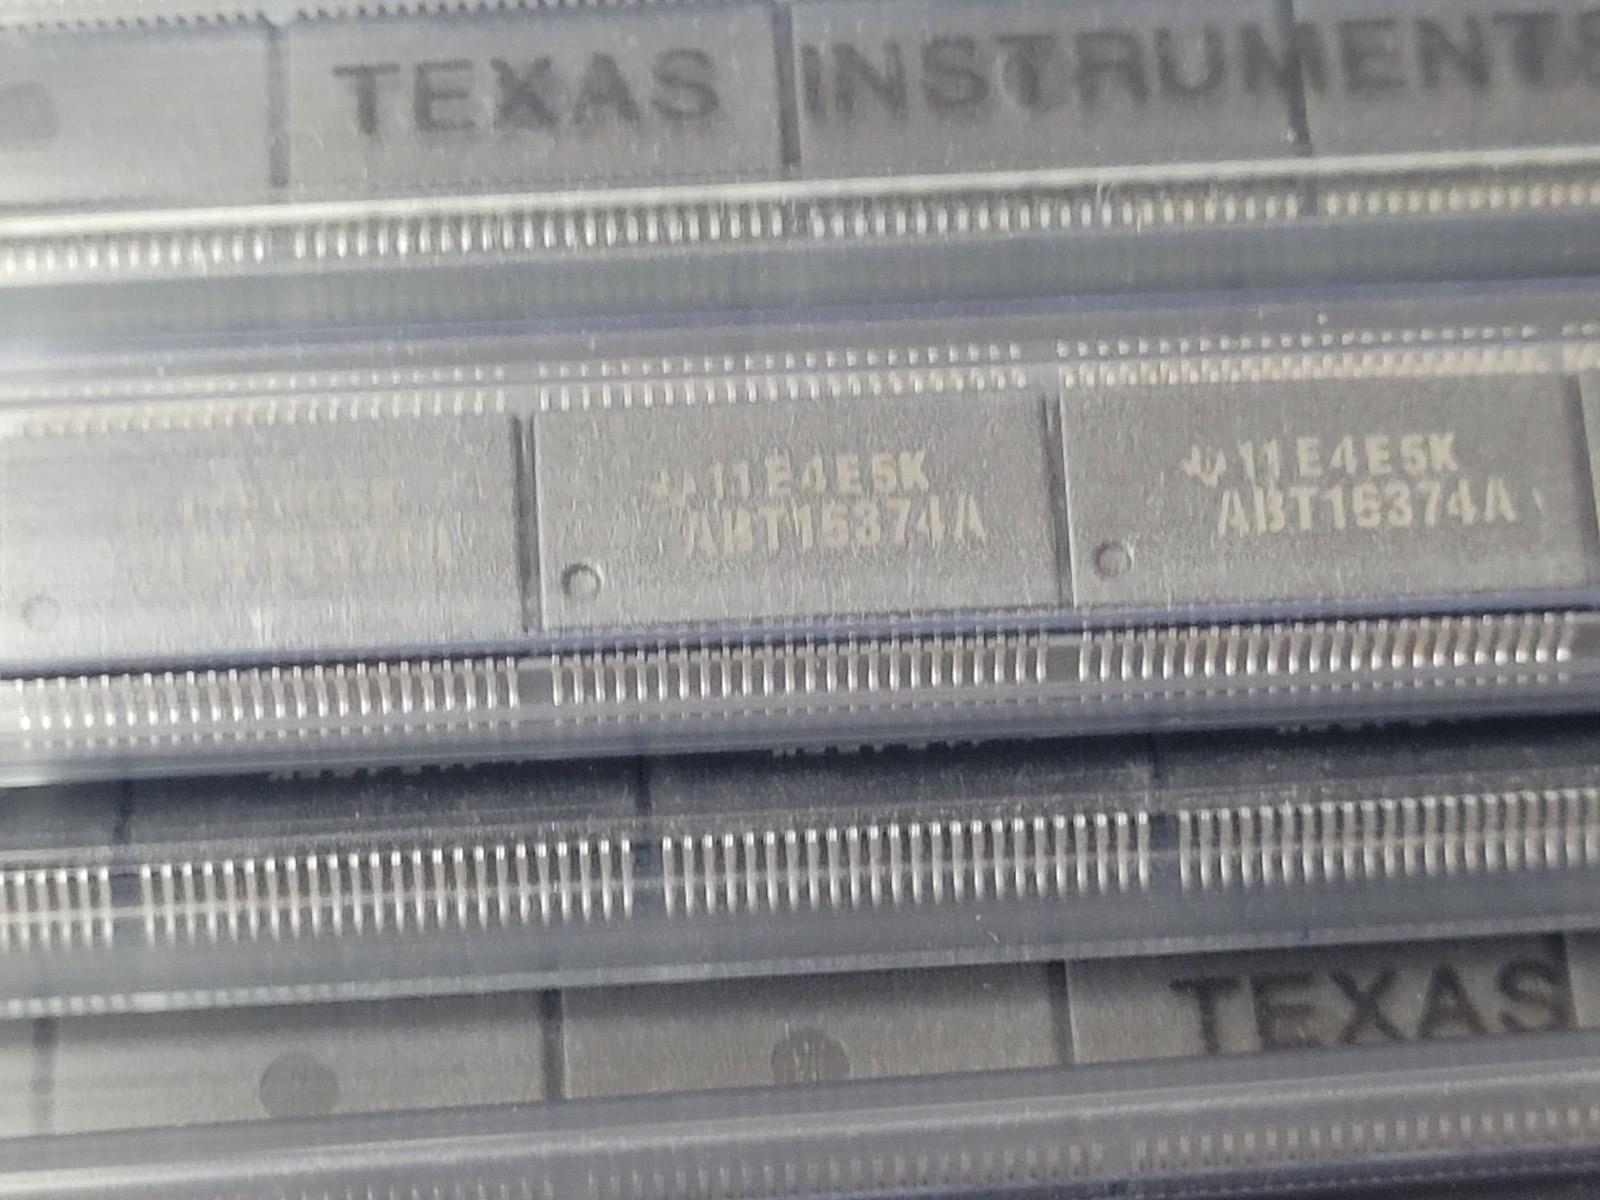 TEXAS INSTRUMENTS
11E4E5K
ABT16374A
11E4E5K
ABT16374A
TEXAS